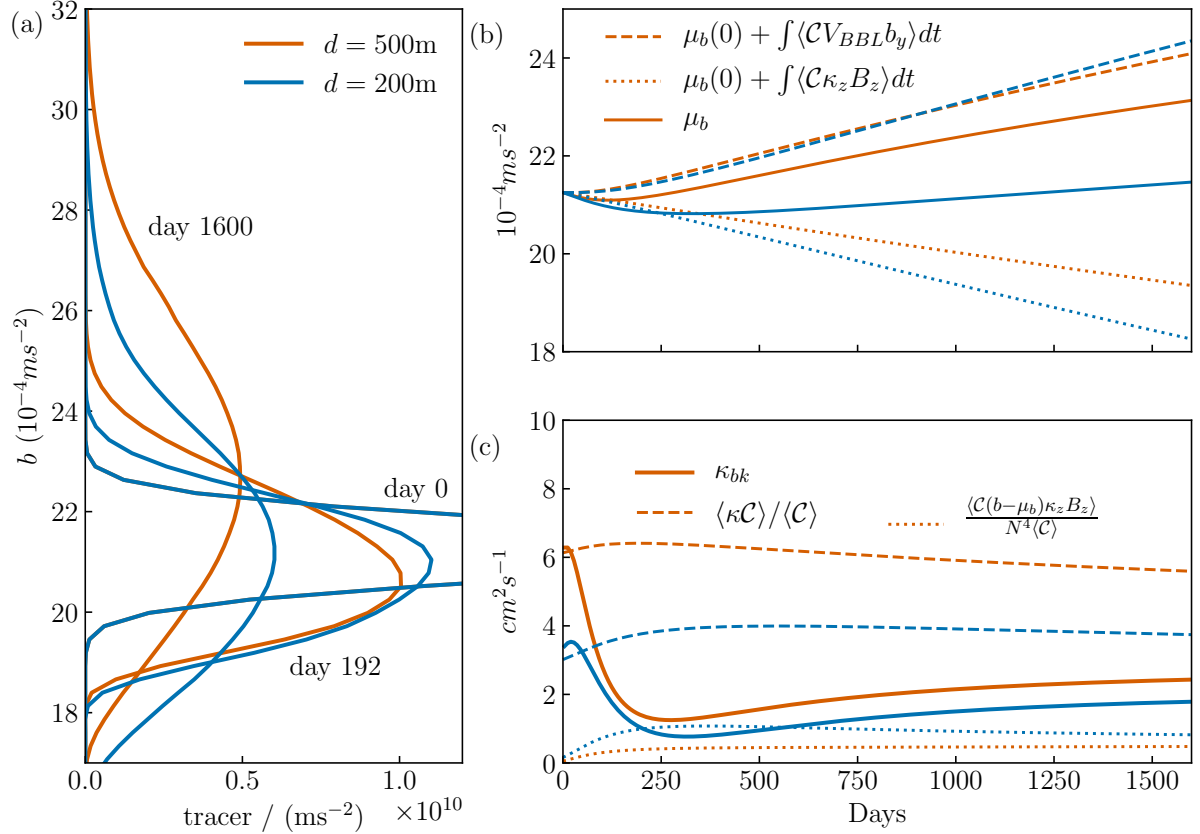 (a)
32
30
28
26
24
22
20
18
b (10⁻⁴ms⁻²)
d = 500m
d = 200m
day 1600
day 0
day 192
0.0 0.5 1.0
×10¹⁰
tracer / (ms⁻²)
(b)
24
22
20
18
10⁻⁴ms⁻²
μ_b(0) + ∫⟨𝒞V_BBL b_y⟩dt
μ_b(0) + ∫⟨𝒞κ_z B_z⟩dt
μ_b
(c)
10
8
6
4
2
0
cm²s⁻¹
κ_bk
⟨κ𝒞⟩/⟨𝒞⟩
⟨𝒞(b−μ_b)κ_z B_z⟩
N⁴⟨𝒞⟩
0 250 500 750 1000 1250 1500
Days